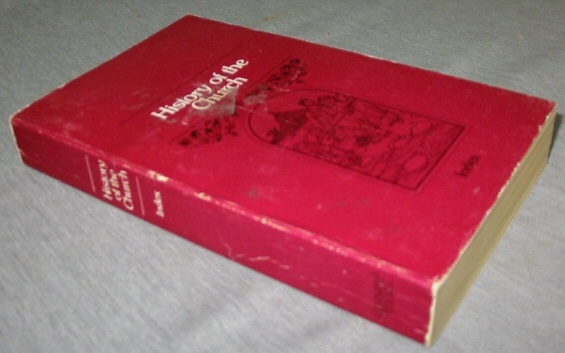 History of the
Church
Index
History
of the
Church
Index